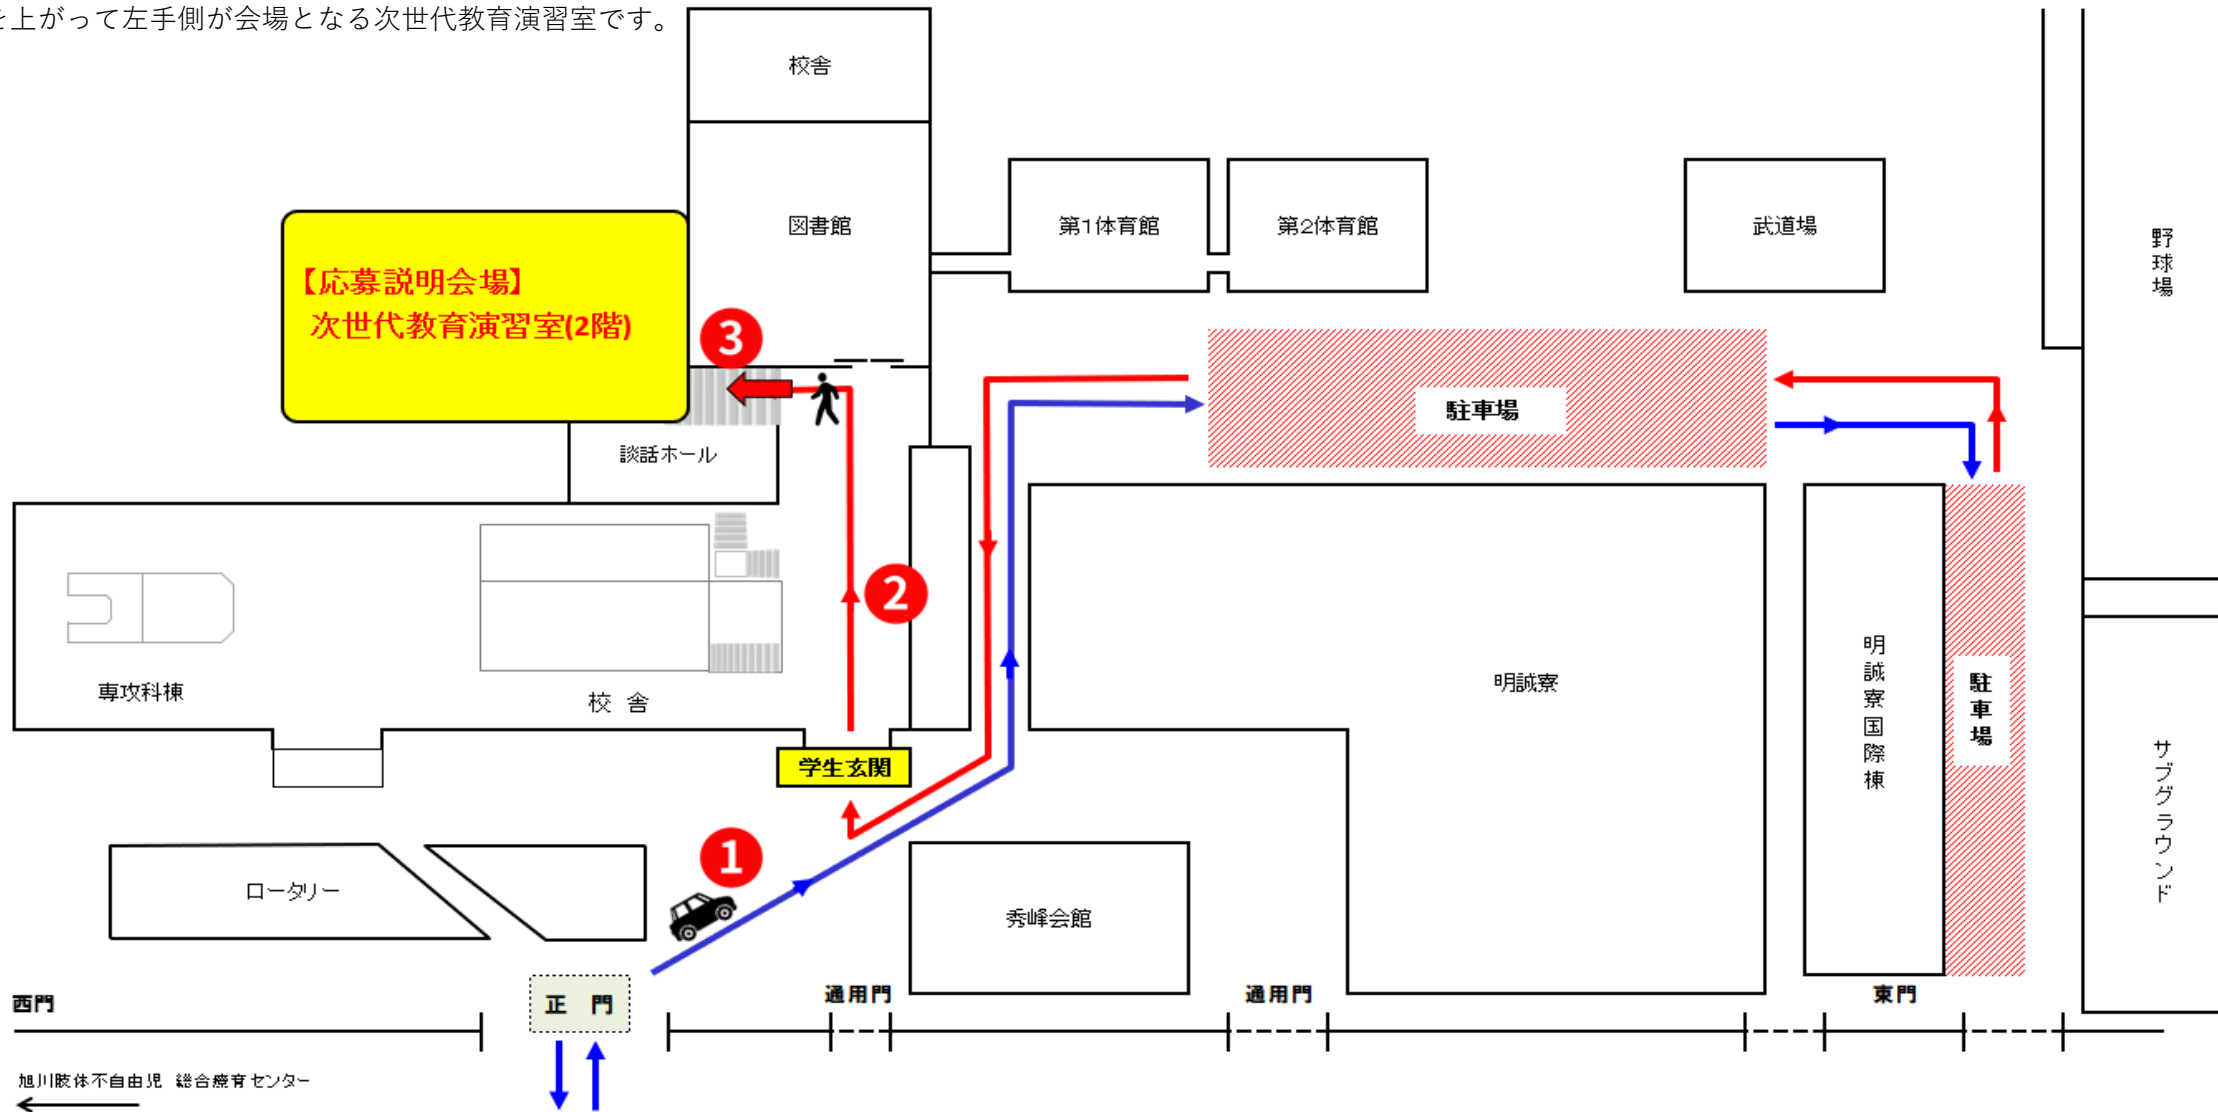 を上がって左手側が会場となる次世代教育演習室です。
校舎
図書館
第1体育館
第2体育館
武道場
野球場
【応募説明会場】
次世代教育演習室(2階)
3
駐車場
談話ホール
2
専攻科棟
校 舎
明誠寮
明誠寮国際棟
駐車場
サブグラウンド
学生玄関
1
ロータリー
秀峰会館
西門
正 門
通用門
通用門
東門
旭川肢体不自由児 総合療育センター